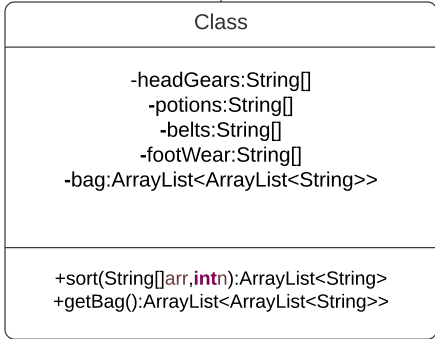 Class
-headGears:String[]
-potions:String[]
-belts:String[]
-footWear:String[]
-bag:ArrayList<ArrayList<String>>
+sort(String[]arr,intn):ArrayList<String>
+getBag():ArrayList<ArrayList<String>>